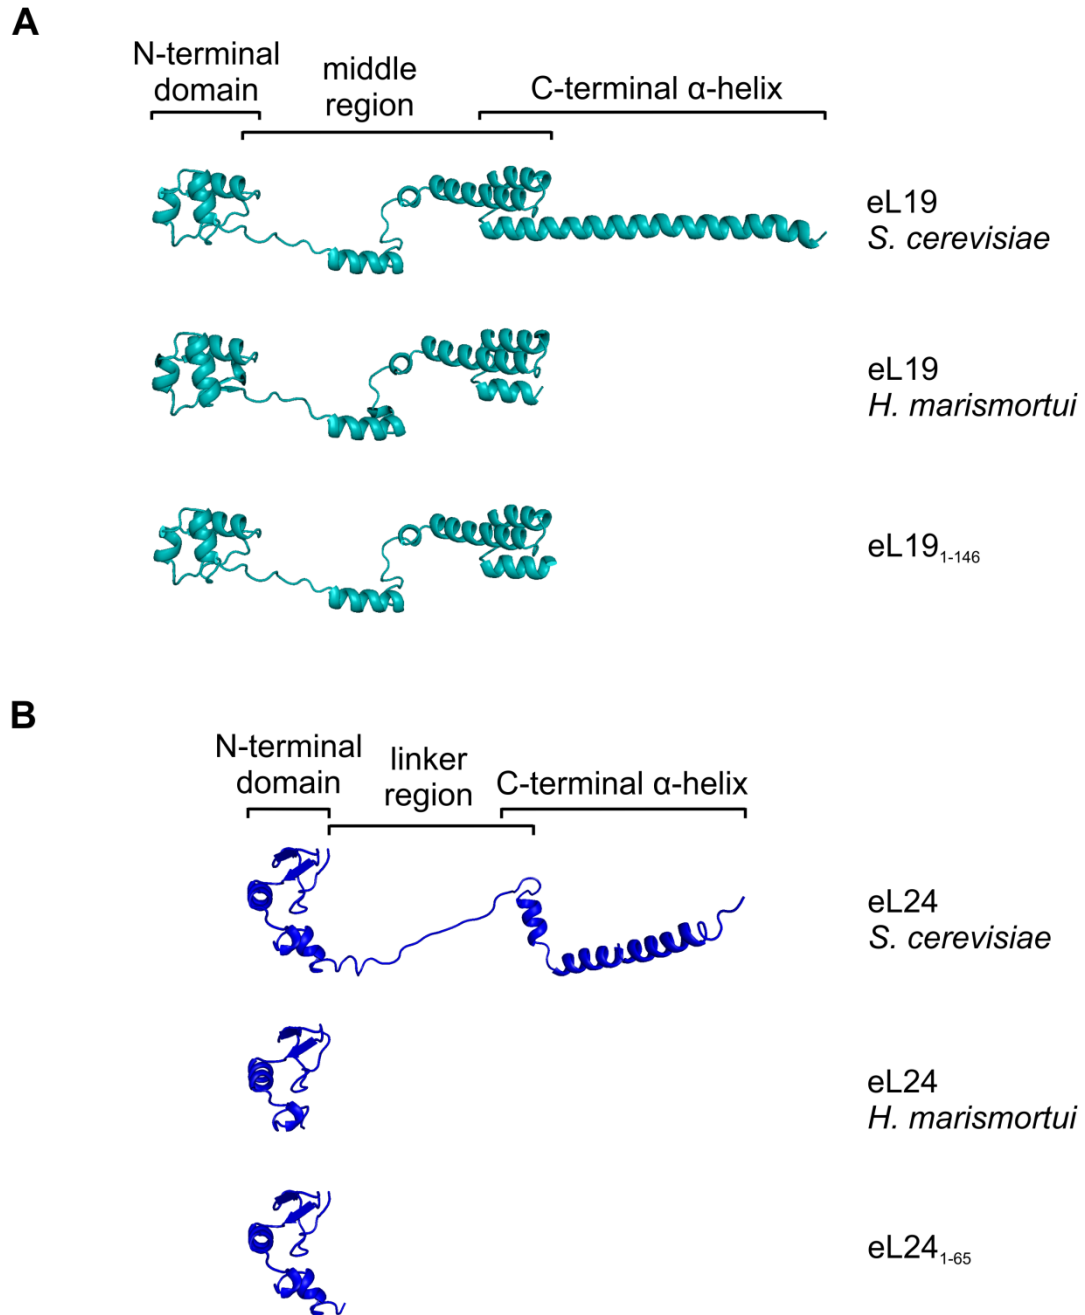 A
N-terminal
domain
middle
region
C-terminal α-helix
eL19
S. cerevisiae
eL19
H. marismortui
eL19₁₋₁₄₆
B
N-terminal
domain
linker
region
C-terminal α-helix
eL24
S. cerevisiae
eL24
H. marismortui
eL24₁₋₆₅